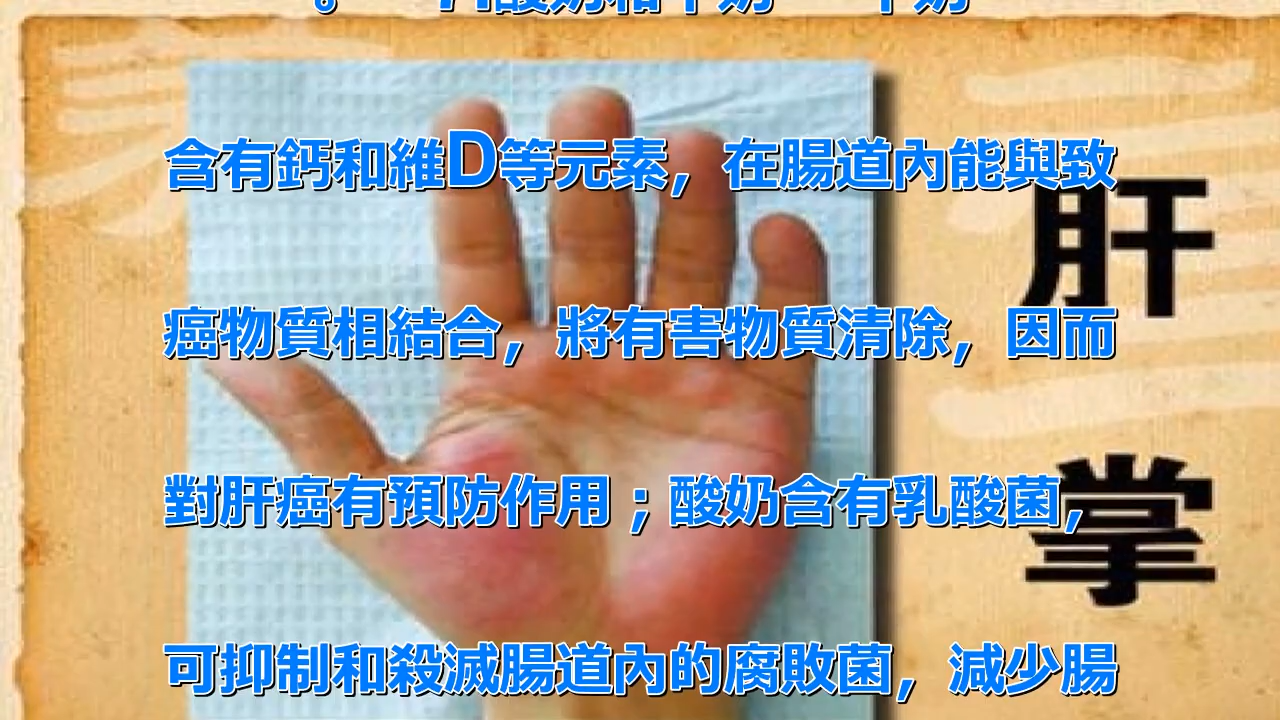 含有鈣和維D等元素，在腸道內能與致
癌物質相結合，將有害物質清除，因而
對肝癌有預防作用；酸奶含有乳酸菌，
可抑制和殺滅腸道內的腐敗菌，減少腸
肝
掌